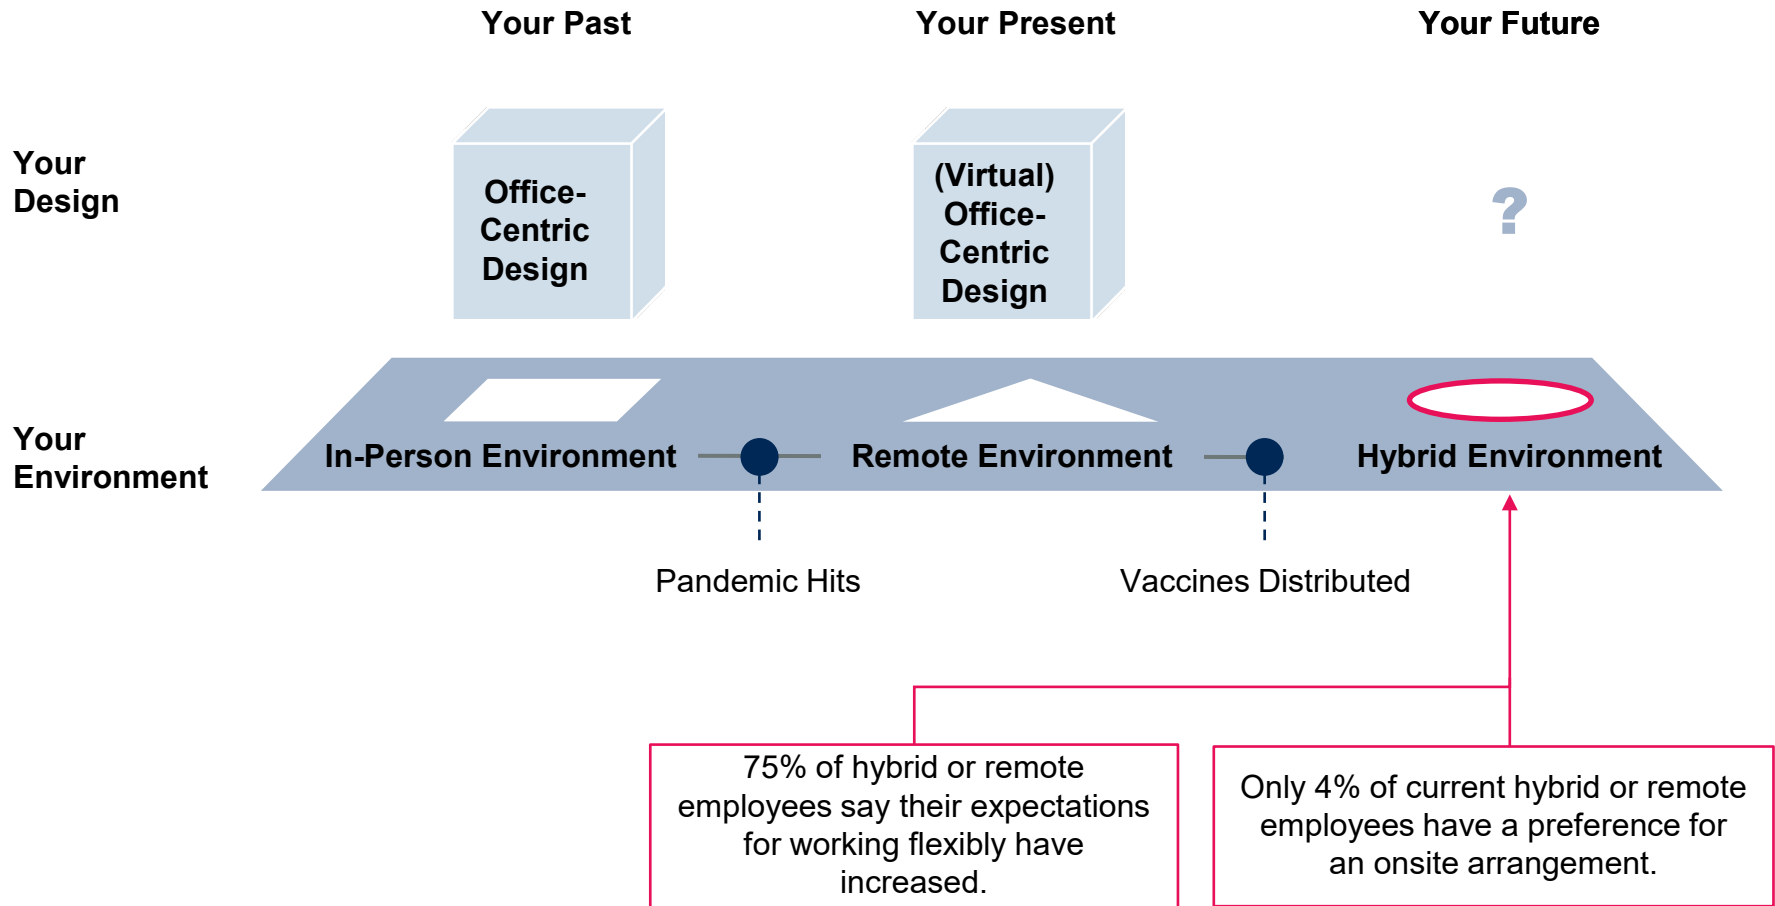 Your Past
Your Present
Your Future
Your
Design
Office-
Centric
Design
(Virtual)
Office-
Centric
Design
?
Your
Environment
In-Person Environment
Remote Environment
Hybrid Environment
Pandemic Hits
Vaccines Distributed
75% of hybrid or remote
employees say their expectations
for working flexibly have
increased.
Only 4% of current hybrid or remote
employees have a preference for
an onsite arrangement.